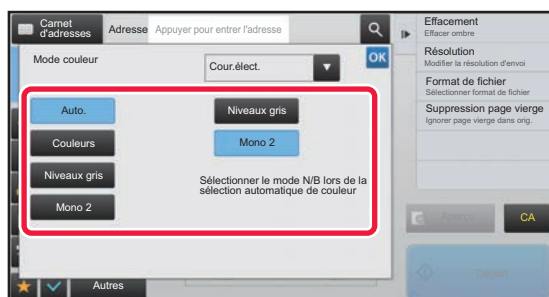 Carnet
d'adresses
Adresse
Appuyer pour entrer l'adresse
Mode couleur
Cour.élect.
OK
Auto.
Couleurs
Niveaux gris
Mono 2
Niveaux gris
Mono 2
Sélectionner le mode N/B lors de la
sélection automatique de couleur
Autres
Effacement
Effacer ombre
Résolution
Modifier la résolution d'envoi
Format de fichier
Sélectionner format de fichier
Suppression page vierge
Ignorer page vierge dans orig.
Aperçu
CA
Départ